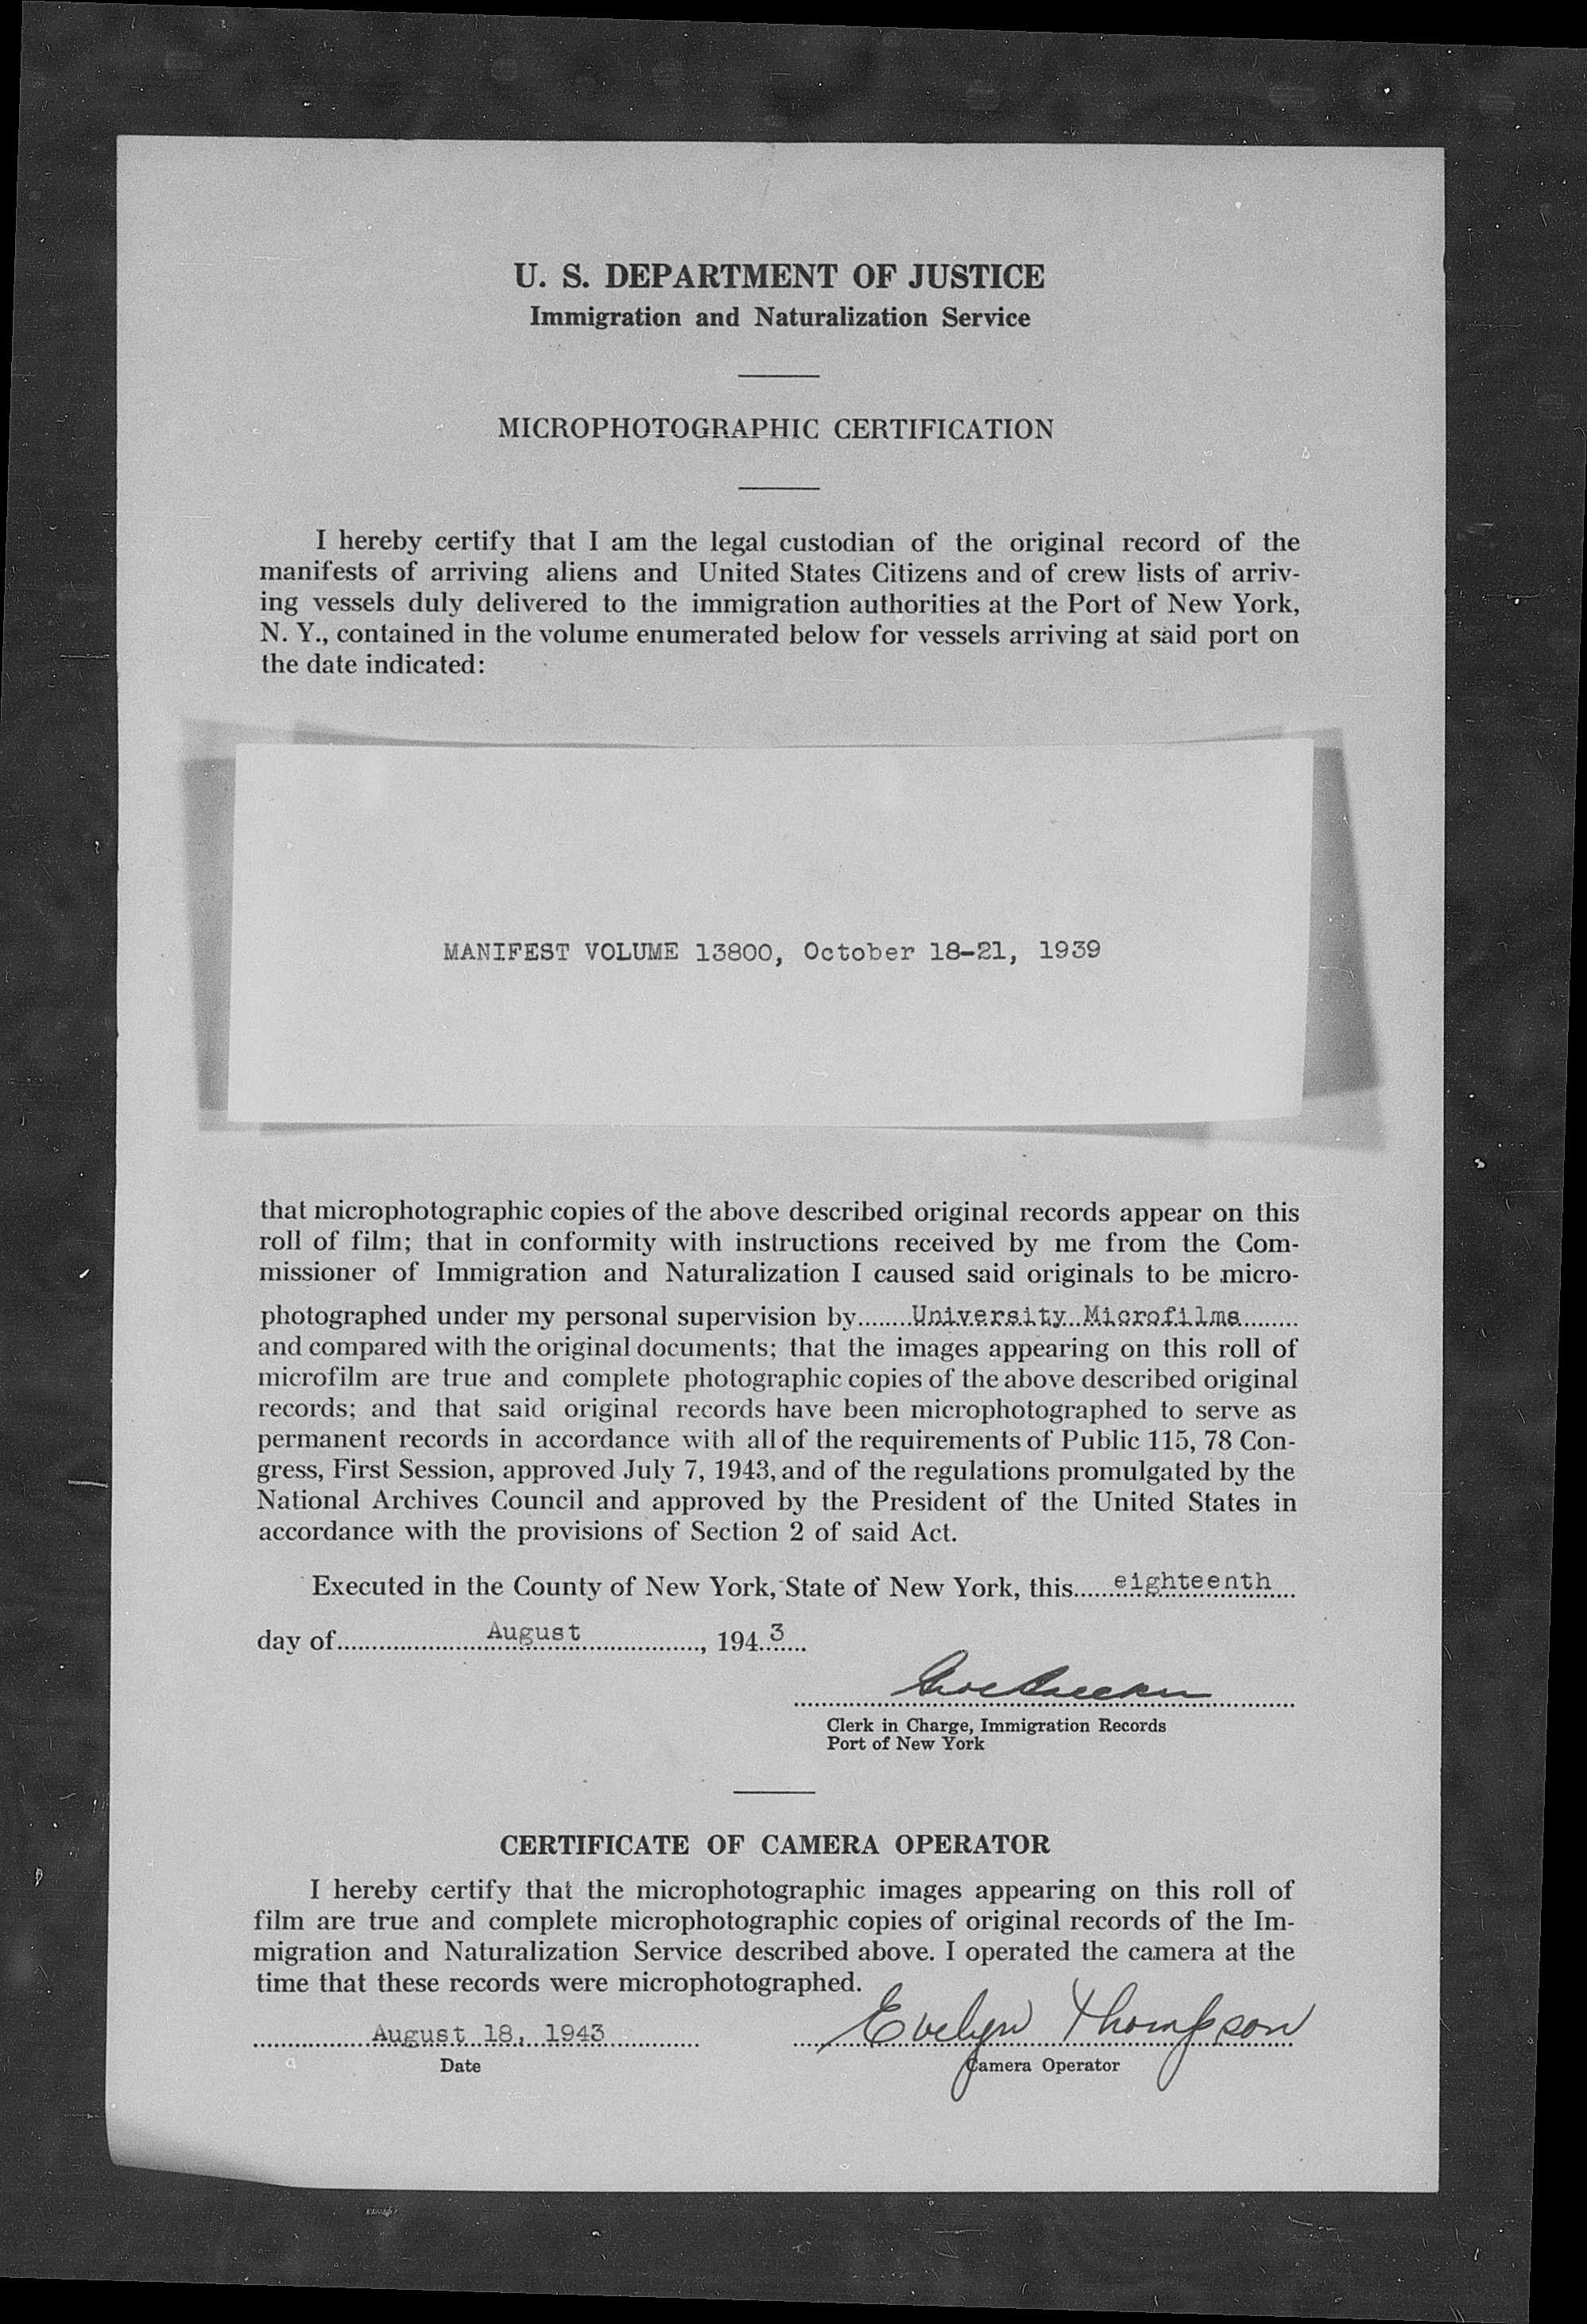 U. S. DEPARTMENT OF JUSTICE
Immigration and Naturalization Service
MICROPHOTOGRAPHIC CERTIFICATION
I hereby certify that I am the legal custodian of the original record of the
manifests of arriving aliens and United States Citizens and of crew lists of arriv-
ing vessels duly delivered to the immigration authorities at the Port of New York,
N. Y., contained in the volume enumerated below for vessels arriving at said port on
the date indicated:
MANIFEST VOLUME 13800, October 18-21, 1939
that microphotographic copies of the above described original records appear on this
roll of film; that in conformity with instructions received by me from the Com-
missioner of Immigration and Naturalization I caused said originals to be micro-
photographed under my personal supervision by........University Microfilms........
and compared with the original documents; that the images appearing on this roll of
microfilm are true and complete photographic copies of the above described original
records; and that said original records have been microphotographed to serve as
permanent records in accordance with all of the requirements of Public 115, 78 Con-
gress, First Session, approved July 7, 1943, and of the regulations promulgated by the
National Archives Council and approved by the President of the United States in
accordance with the provisions of Section 2 of said Act.
Executed in the County of New York, State of New York, this......eighteenth....
day of......................August..................., 194..3....
Clerk in Charge, Immigration Records
Port of New York
CERTIFICATE OF CAMERA OPERATOR
I hereby certify that the microphotographic images appearing on this roll of
film are true and complete microphotographic copies of original records of the Im-
migration and Naturalization Service described above. I operated the camera at the
time that these records were microphotographed.
August 18, 1943 Evelyn Thompson
Date Camera Operator